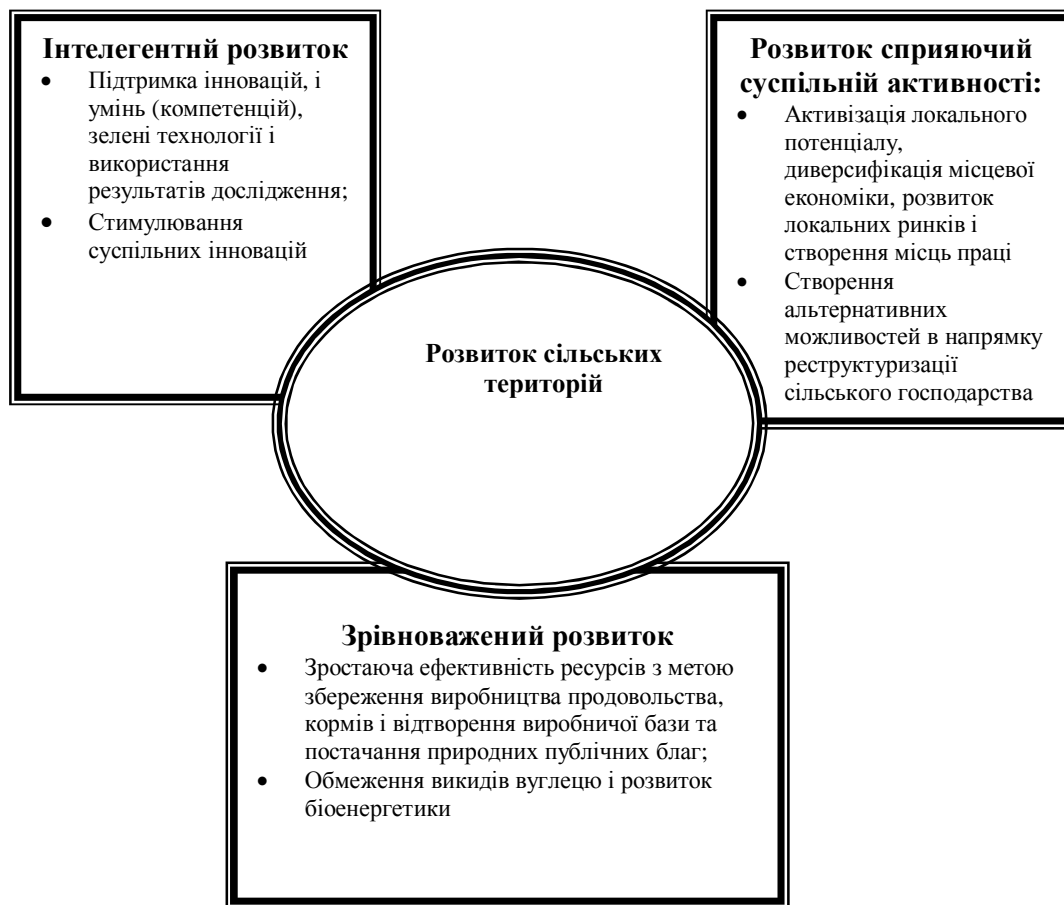 Інтелегентнй розвиток
• Підтримка інновацій, і
умінь (компетенцій),
зелені технології і
використання
результатів дослідження;
• Стимулювання
суспільних інновацій
Розвиток сприяючий
суспільній активності:
• Активізація локального
потенціалу,
диверсифікація місцевої
економіки, розвиток
локальних ринків і
створення місць праці
• Створення
альтернативних
можливостей в напрямку
реструктуризації
сільського господарства
Розвиток сільських
територій
Зрівноважений розвиток
• Зростаюча ефективність ресурсів з метою
збереження виробництва продовольства,
кормів і відтворення виробничої бази та
постачання природних публічних благ;
• Обмеження викидів вуглецю і розвиток
біоенергетики